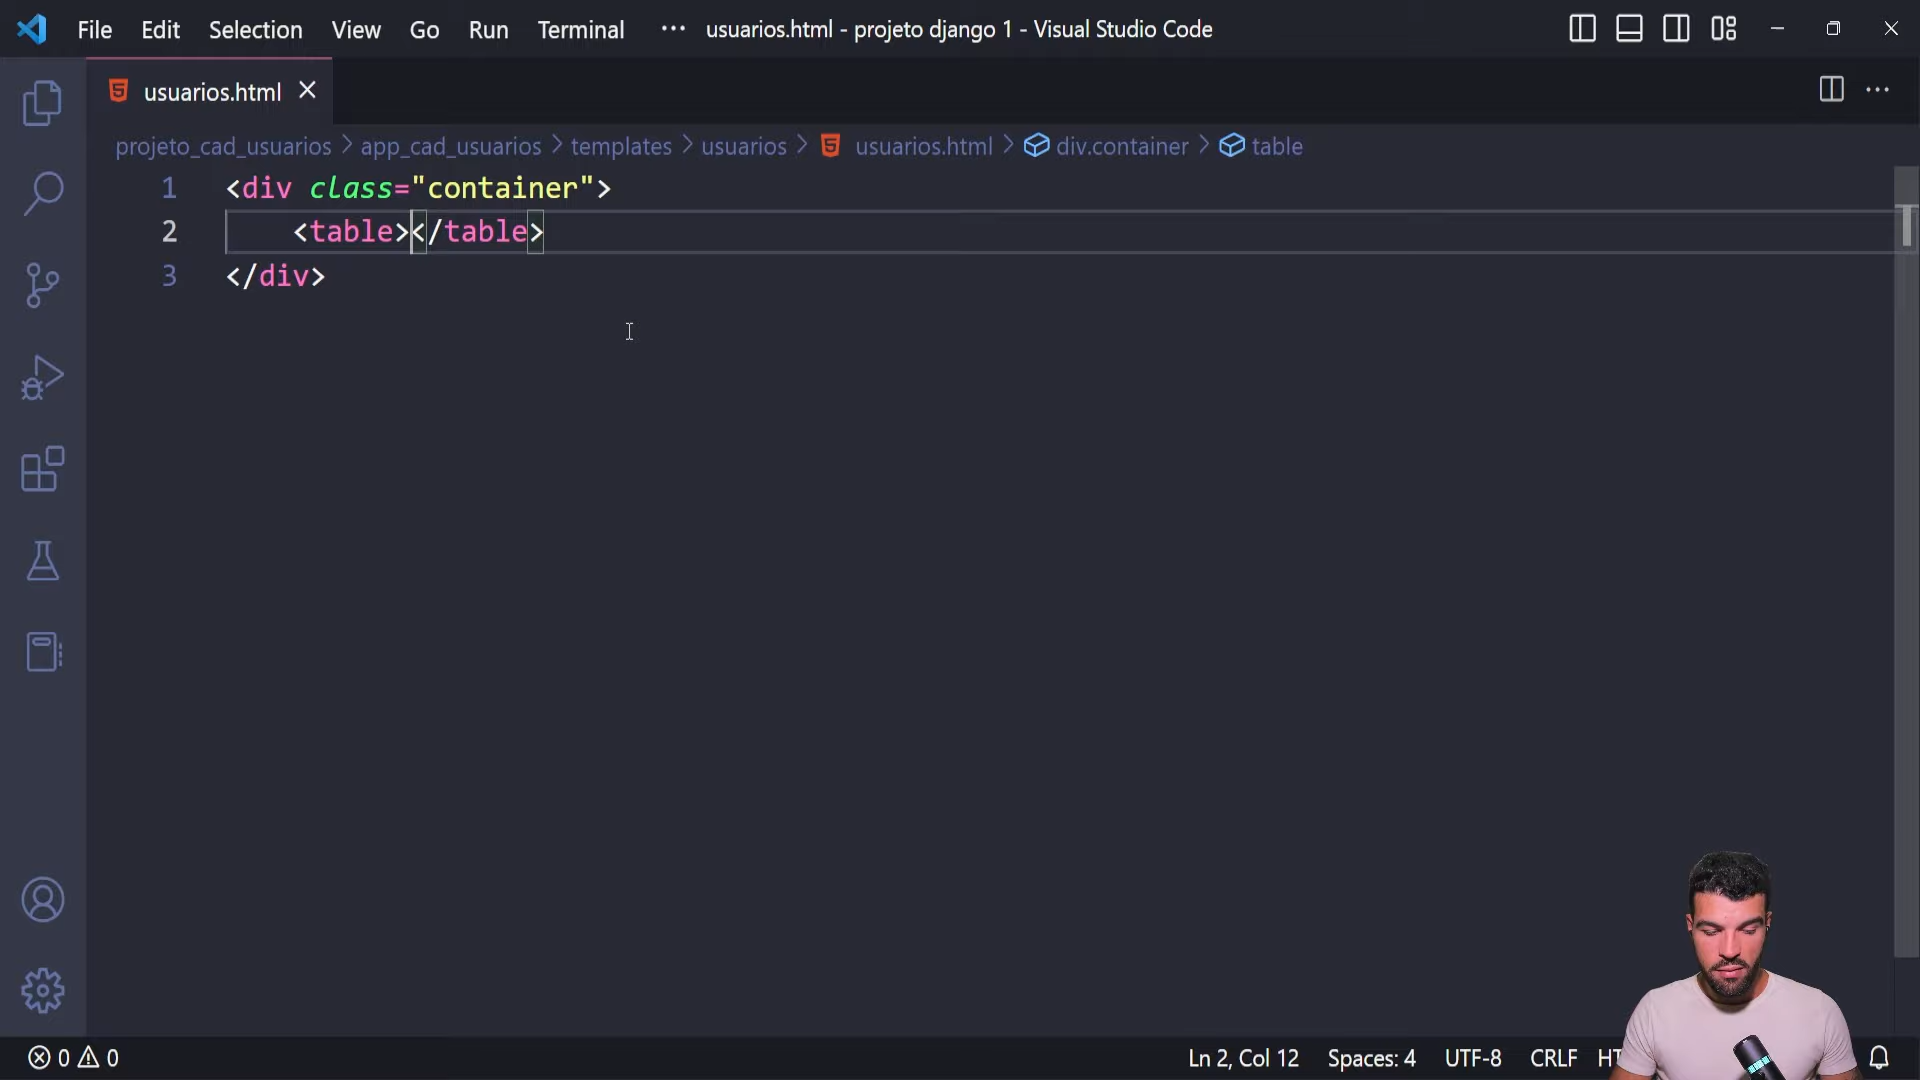 File Edit Selection View Go Run Terminal ··· usuarios.html - projeto django 1 - Visual Studio Code
usuarios.html
projeto_cad_usuarios > app_cad_usuarios > templates > usuarios > usuarios.html > div.container > table
1 <div class="container">
2 <table></table>
3 </div>
0 0 Ln 2, Col 12 Spaces: 4 UTF-8 CRLF